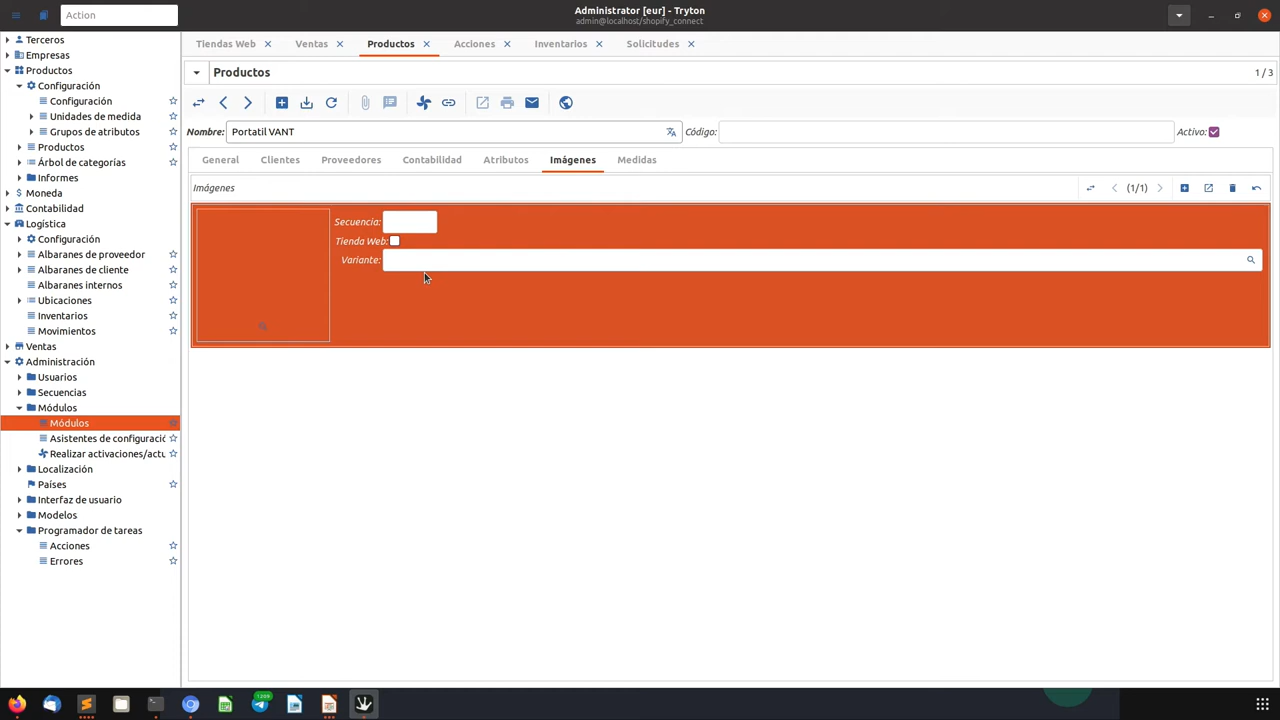 Administrator [eur] - Tryton
admin@localhost/shopify_connect
Action
Terceros
Empresas
Productos
Configuración
Configuración
Unidades de medida
Grupos de atributos
Productos
Árbol de categorías
Informes
Moneda
Contabilidad
Logística
Configuración
Albaranes de proveedor
Albaranes de cliente
Albaranes internos
Ubicaciones
Inventarios
Movimientos
Ventas
Administración
Usuarios
Secuencias
Módulos
Módulos
Asistentes de configuració
Realizar activaciones/actu
Localización
Países
Interfaz de usuario
Modelos
Programador de tareas
Acciones
Errores
Tiendas Web Ventas Productos Acciones Inventarios Solicitudes
Productos 1 / 3
Nombre: Portatil VANT Código: Activo:
General Clientes Proveedores Contabilidad Atributos Imágenes Medidas
Imágenes (1/1)
Secuencia:
Tienda Web:
Variante:
1209